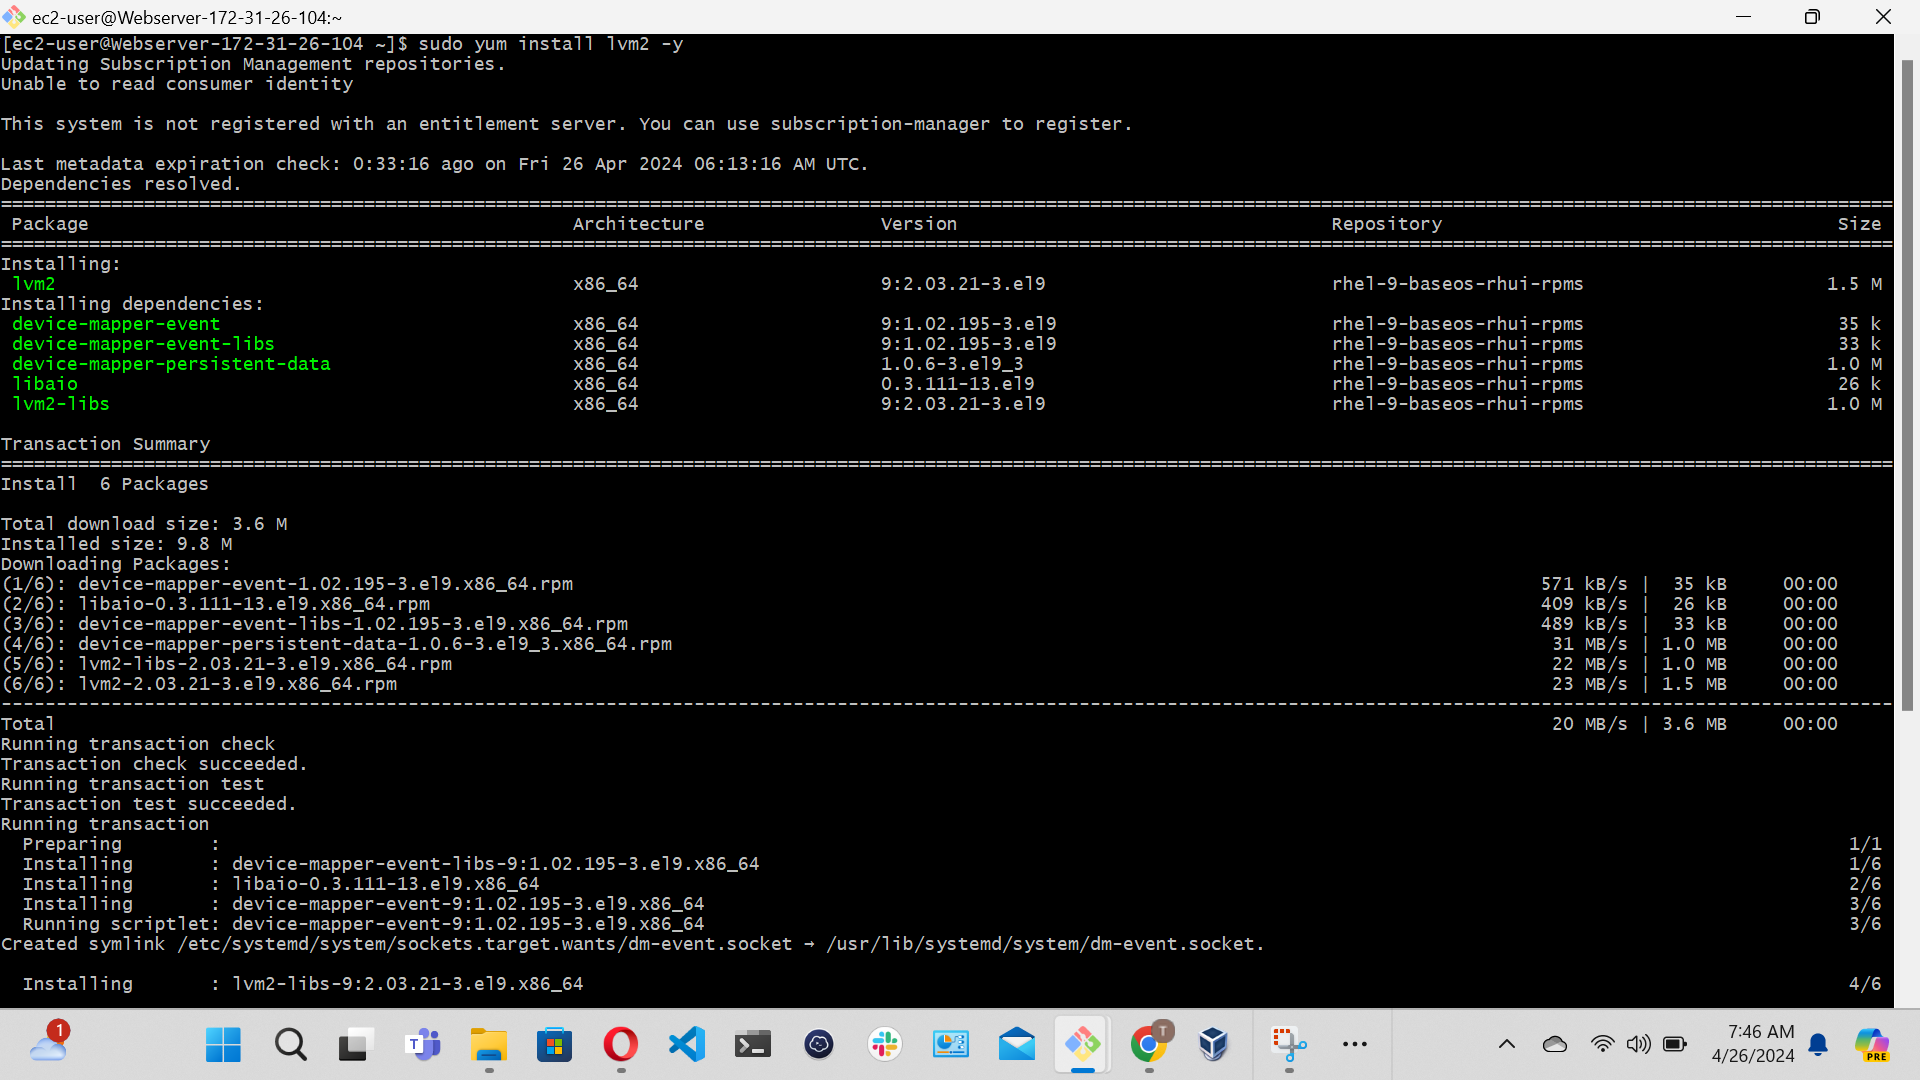 ec2-user@Webserver-172-31-26-104:~
[ec2-user@Webserver-172-31-26-104 ~]$ sudo yum install lvm2 -y
Updating Subscription Management repositories.
Unable to read consumer identity
This system is not registered with an entitlement server. You can use subscription-manager to register.
Last metadata expiration check: 0:33:16 ago on Fri 26 Apr 2024 06:13:16 AM UTC.
Dependencies resolved.
Package Architecture Version Repository Size
Installing:
lvm2 x86_64 9:2.03.21-3.el9 rhel-9-baseos-rhui-rpms 1.5 M
Installing dependencies:
device-mapper-event x86_64 9:1.02.195-3.el9 rhel-9-baseos-rhui-rpms 35 k
device-mapper-event-libs x86_64 9:1.02.195-3.el9 rhel-9-baseos-rhui-rpms 33 k
device-mapper-persistent-data x86_64 1.0.6-3.el9_3 rhel-9-baseos-rhui-rpms 1.0 M
libaio x86_64 0.3.111-13.el9 rhel-9-baseos-rhui-rpms 26 k
lvm2-libs x86_64 9:2.03.21-3.el9 rhel-9-baseos-rhui-rpms 1.0 M
Transaction Summary
Install 6 Packages
Total download size: 3.6 M
Installed size: 9.8 M
Downloading Packages:
(1/6): device-mapper-event-1.02.195-3.el9.x86_64.rpm 571 kB/s | 35 kB 00:00
(2/6): libaio-0.3.111-13.el9.x86_64.rpm 409 kB/s | 26 kB 00:00
(3/6): device-mapper-event-libs-1.02.195-3.el9.x86_64.rpm 489 kB/s | 33 kB 00:00
(4/6): device-mapper-persistent-data-1.0.6-3.el9_3.x86_64.rpm 31 MB/s | 1.0 MB 00:00
(5/6): lvm2-libs-2.03.21-3.el9.x86_64.rpm 22 MB/s | 1.0 MB 00:00
(6/6): lvm2-2.03.21-3.el9.x86_64.rpm 23 MB/s | 1.5 MB 00:00
Total 20 MB/s | 3.6 MB 00:00
Running transaction check
Transaction check succeeded.
Running transaction test
Transaction test succeeded.
Running transaction
Preparing : 1/1
Installing : device-mapper-event-libs-9:1.02.195-3.el9.x86_64 1/6
Installing : libaio-0.3.111-13.el9.x86_64 2/6
Installing : device-mapper-event-9:1.02.195-3.el9.x86_64 3/6
Running scriptlet: device-mapper-event-9:1.02.195-3.el9.x86_64 3/6
Created symlink /etc/systemd/system/sockets.target.wants/dm-event.socket → /usr/lib/systemd/system/dm-event.socket.
Installing : lvm2-libs-9:2.03.21-3.el9.x86_64 4/6
1
T
T
7:46 AM
4/26/2024
PRE